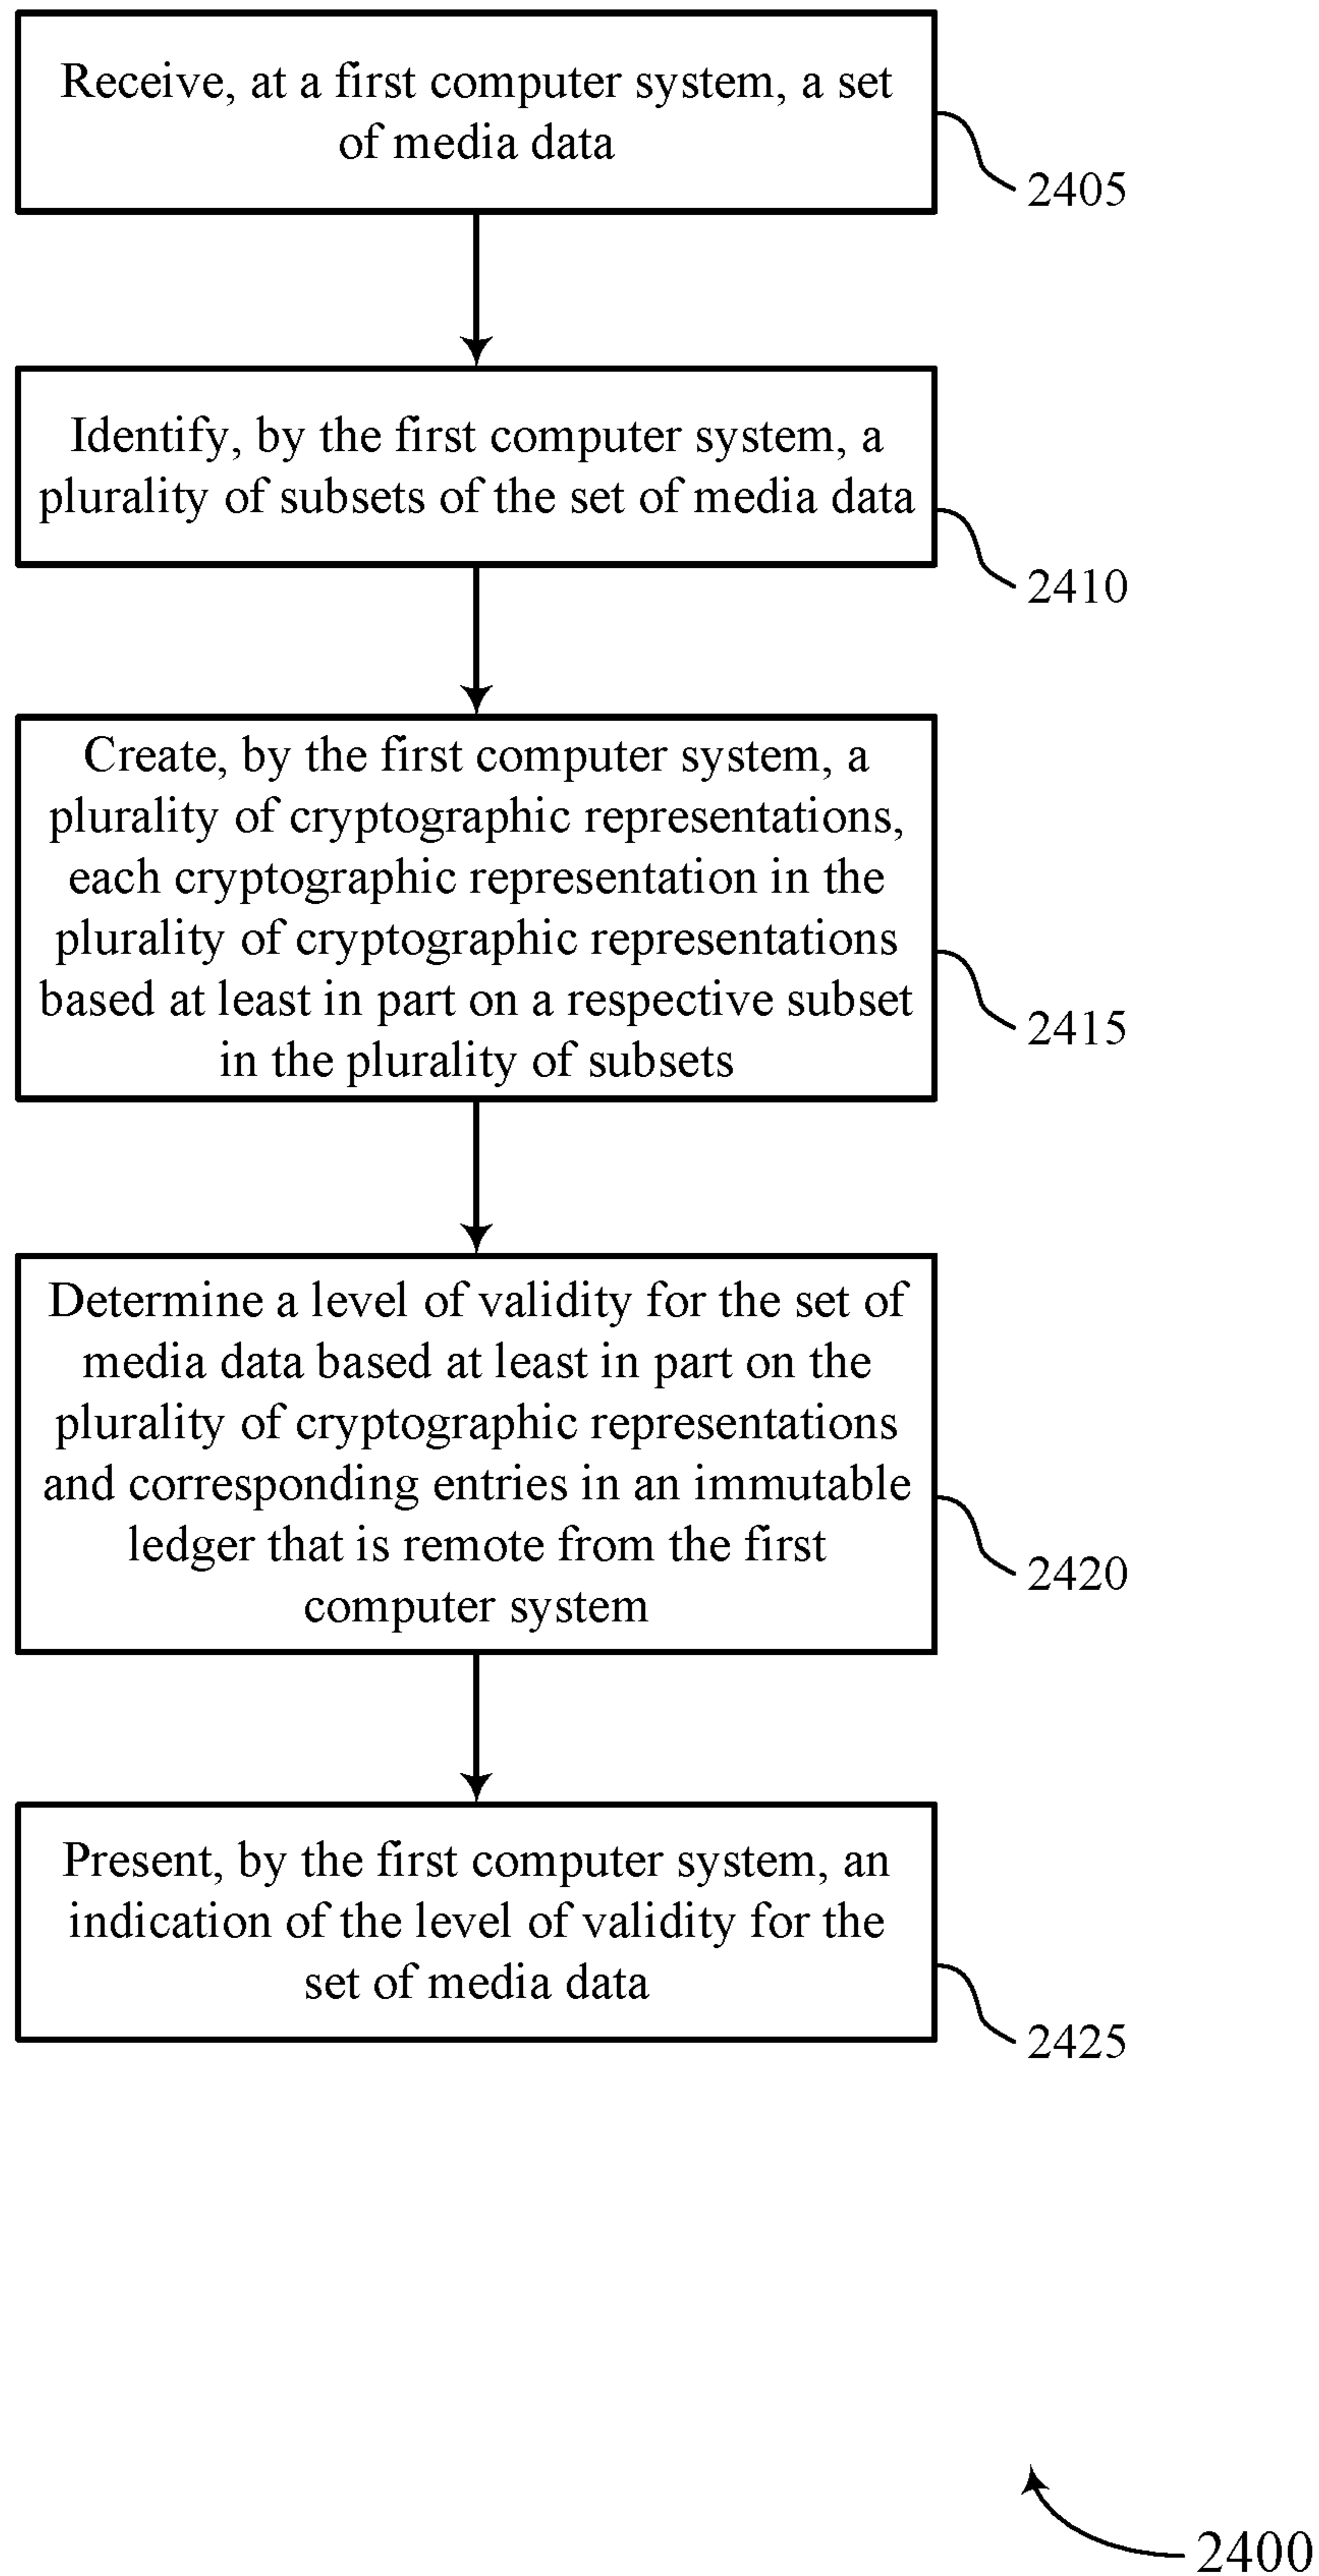 Receive, at a first computer system, a set
of media data
2405
Identify, by the first computer system, a
plurality of subsets of the set of media data
2410
Create, by the first computer system, a
plurality of cryptographic representations,
each cryptographic representation in the
plurality of cryptographic representations
based at least in part on a respective subset
in the plurality of subsets
2415
Determine a level of validity for the set of
media data based at least in part on the
plurality of cryptographic representations
and corresponding entries in an immutable
ledger that is remote from the first
computer system
2420
Present, by the first computer system, an
indication of the level of validity for the
set of media data
2425
2400